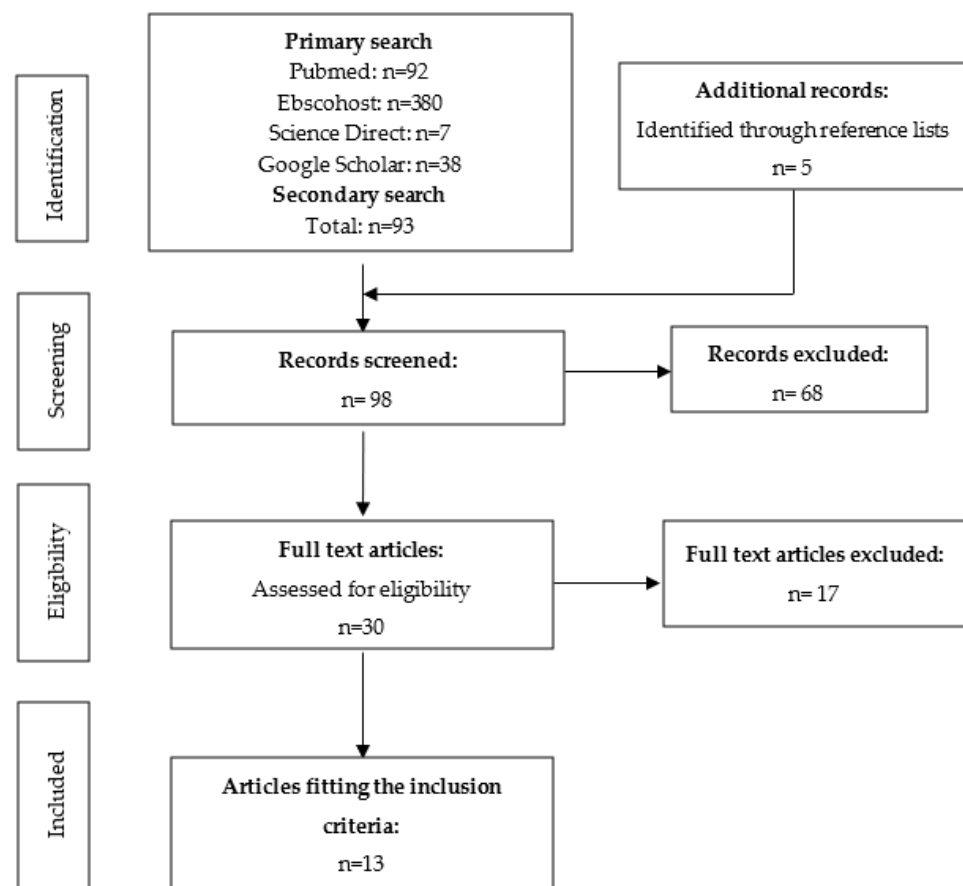 Identification
Primary search
Pubmed: n=92
Ebscohost: n=380
Science Direct: n=7
Google Scholar: n=38
Secondary search
Total: n=93
Additional records:
Identified through reference lists
n= 5
Screening
Records screened:
n= 98
Records excluded:
n= 68
Eligibility
Full text articles:
Assessed for eligibility
n=30
Full text articles excluded:
n= 17
Included
Articles fitting the inclusion
criteria:
n=13